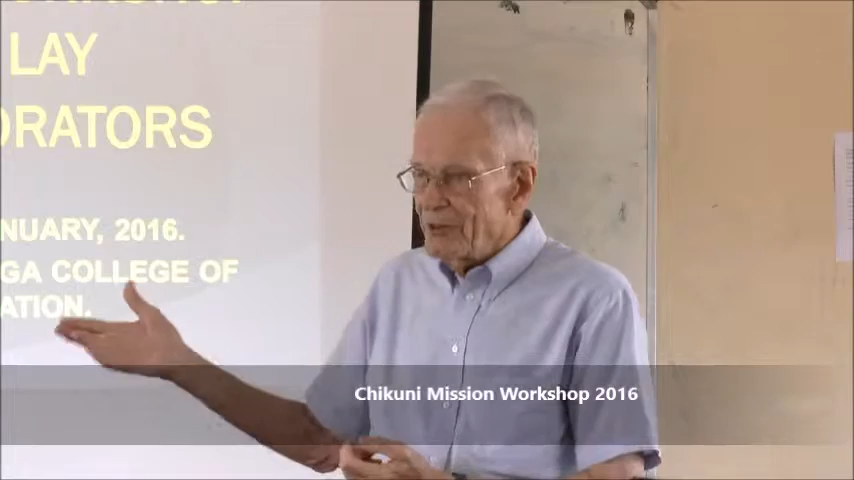 LAY
ORATORS
NUARY, 2016.
GA COLLEGE OF
ATION.
Chikuni Mission Workshop 2016